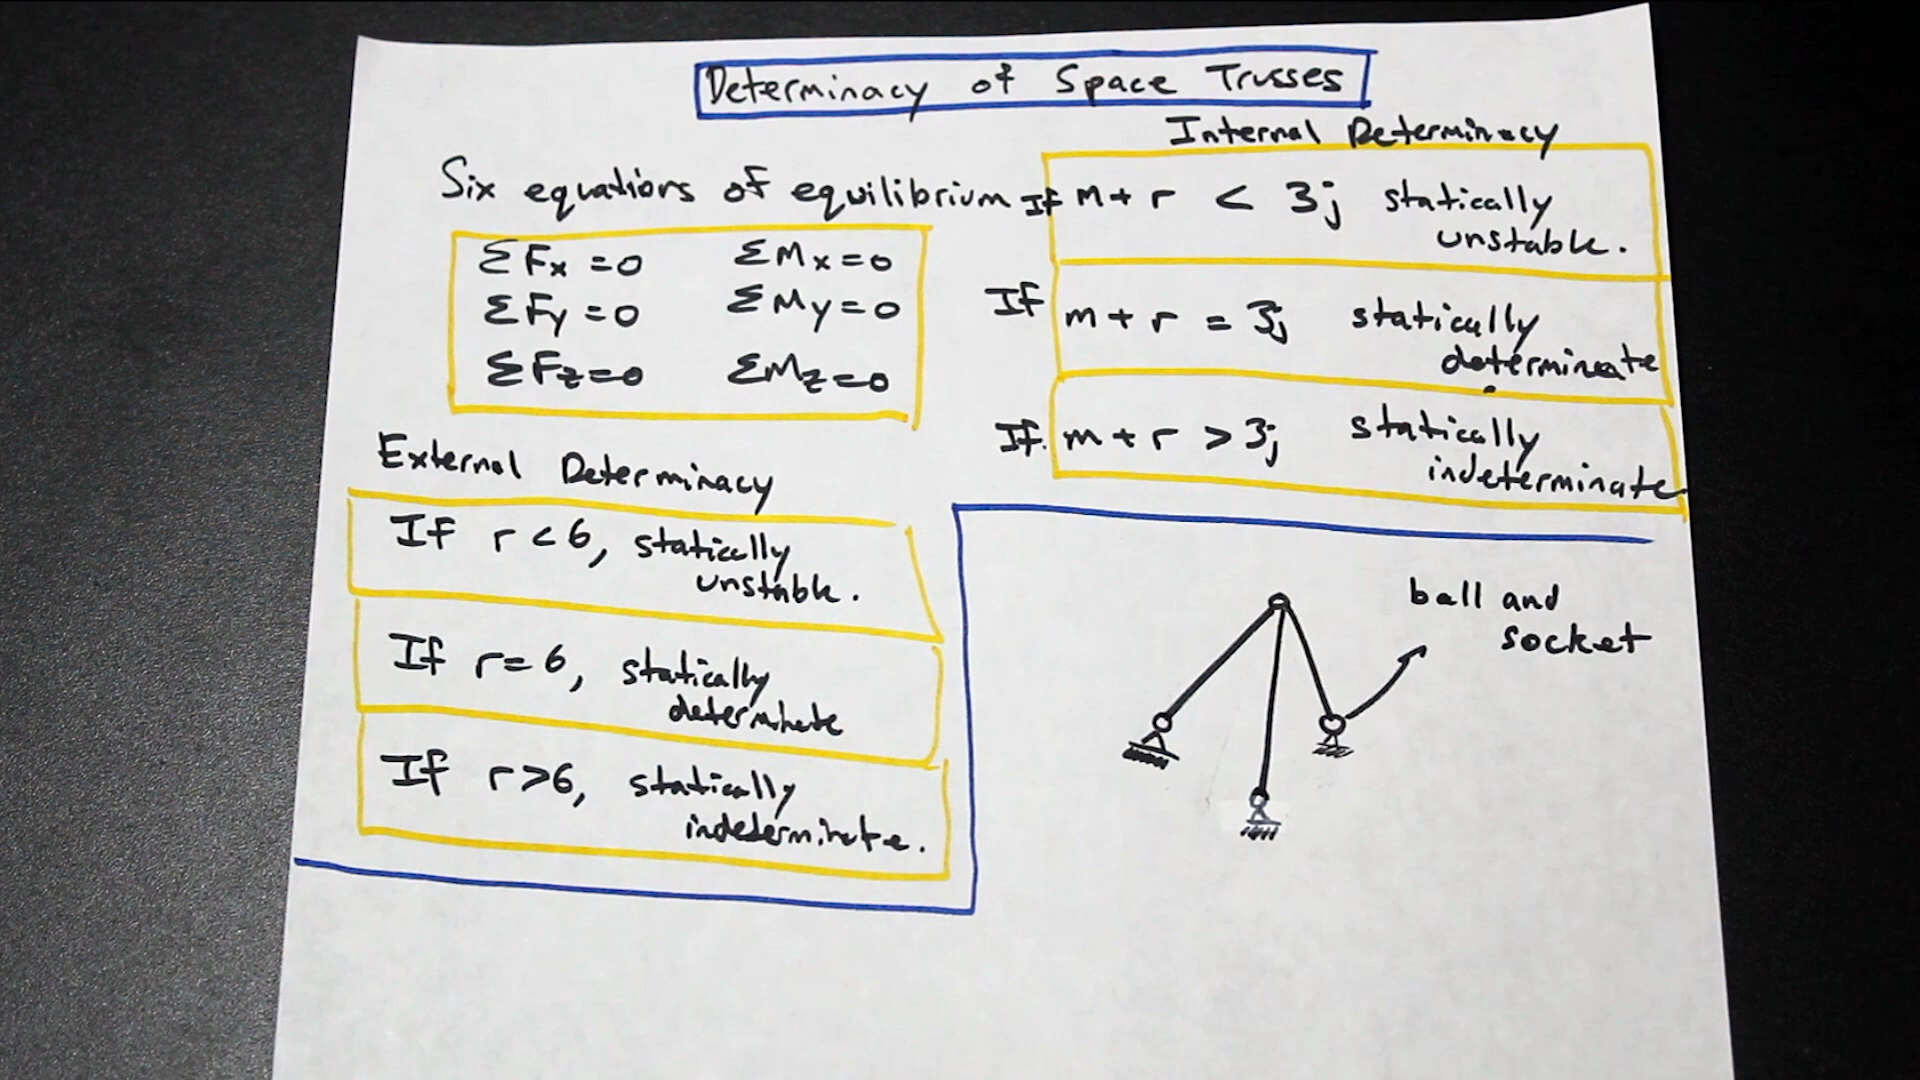 Determinacy of Space Trusses
Six equations of equilibrium
ΣFx=0 ΣMx=0
ΣFy=0 ΣMy=0
ΣFz=0 ΣMz=0
External Determinacy
If r<6, statically
unstable.
If r=6, statically
determinate
If r>6, statically
indeterminate.
Internal Determinacy
If m+r < 3j statically
unstable.
If m+r = 3j statically
determinate
If m+r >3j statically
indeterminate
ball and
socket